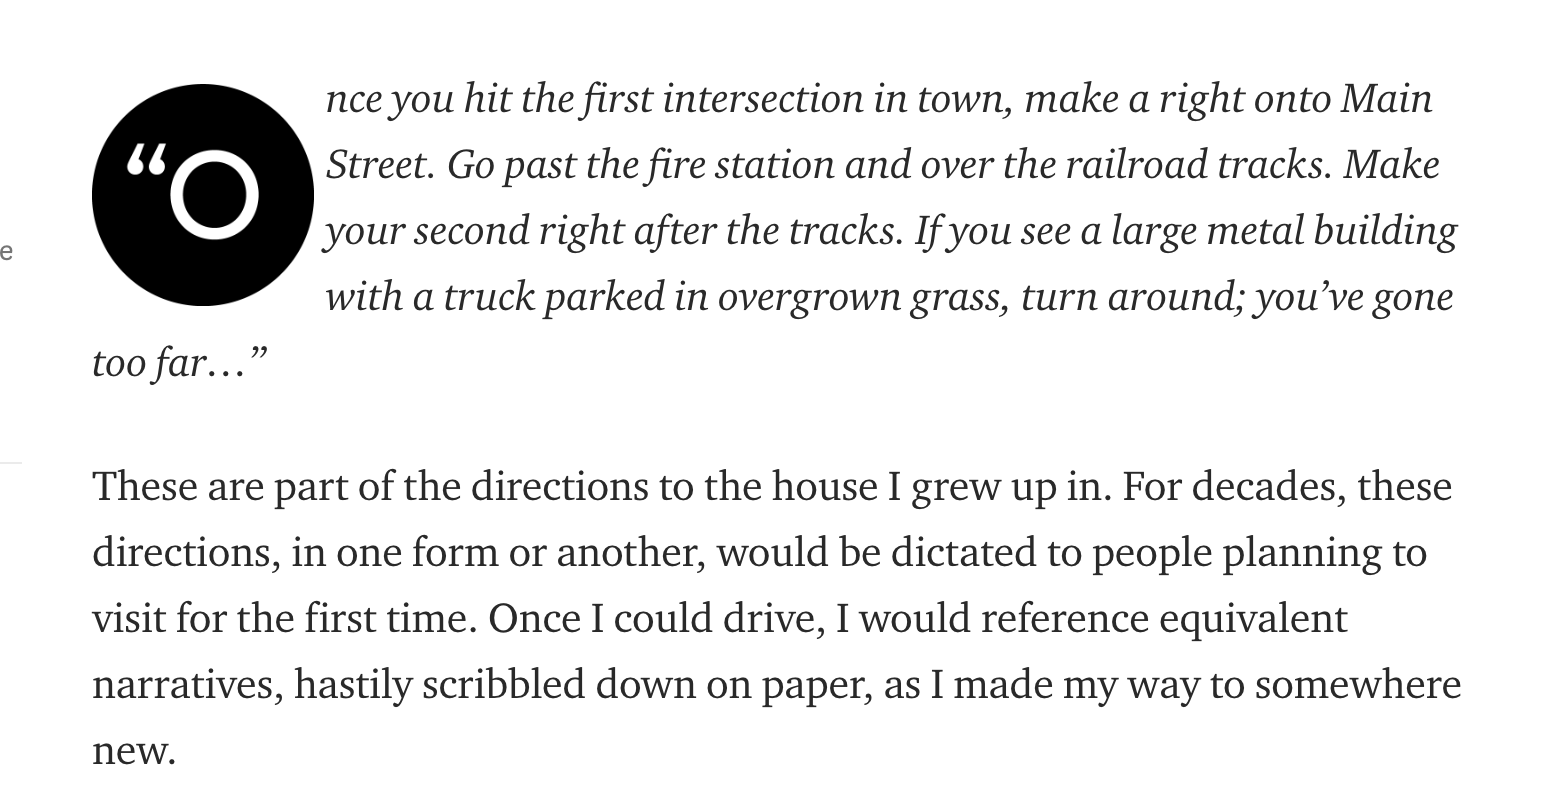 “Once you hit the first intersection in town, make a right onto Main
Street. Go past the fire station and over the railroad tracks. Make
your second right after the tracks. If you see a large metal building
with a truck parked in overgrown grass, turn around; you’ve gone
too far…”
These are part of the directions to the house I grew up in. For decades, these
directions, in one form or another, would be dictated to people planning to
visit for the first time. Once I could drive, I would reference equivalent
narratives, hastily scribbled down on paper, as I made my way to somewhere
new.